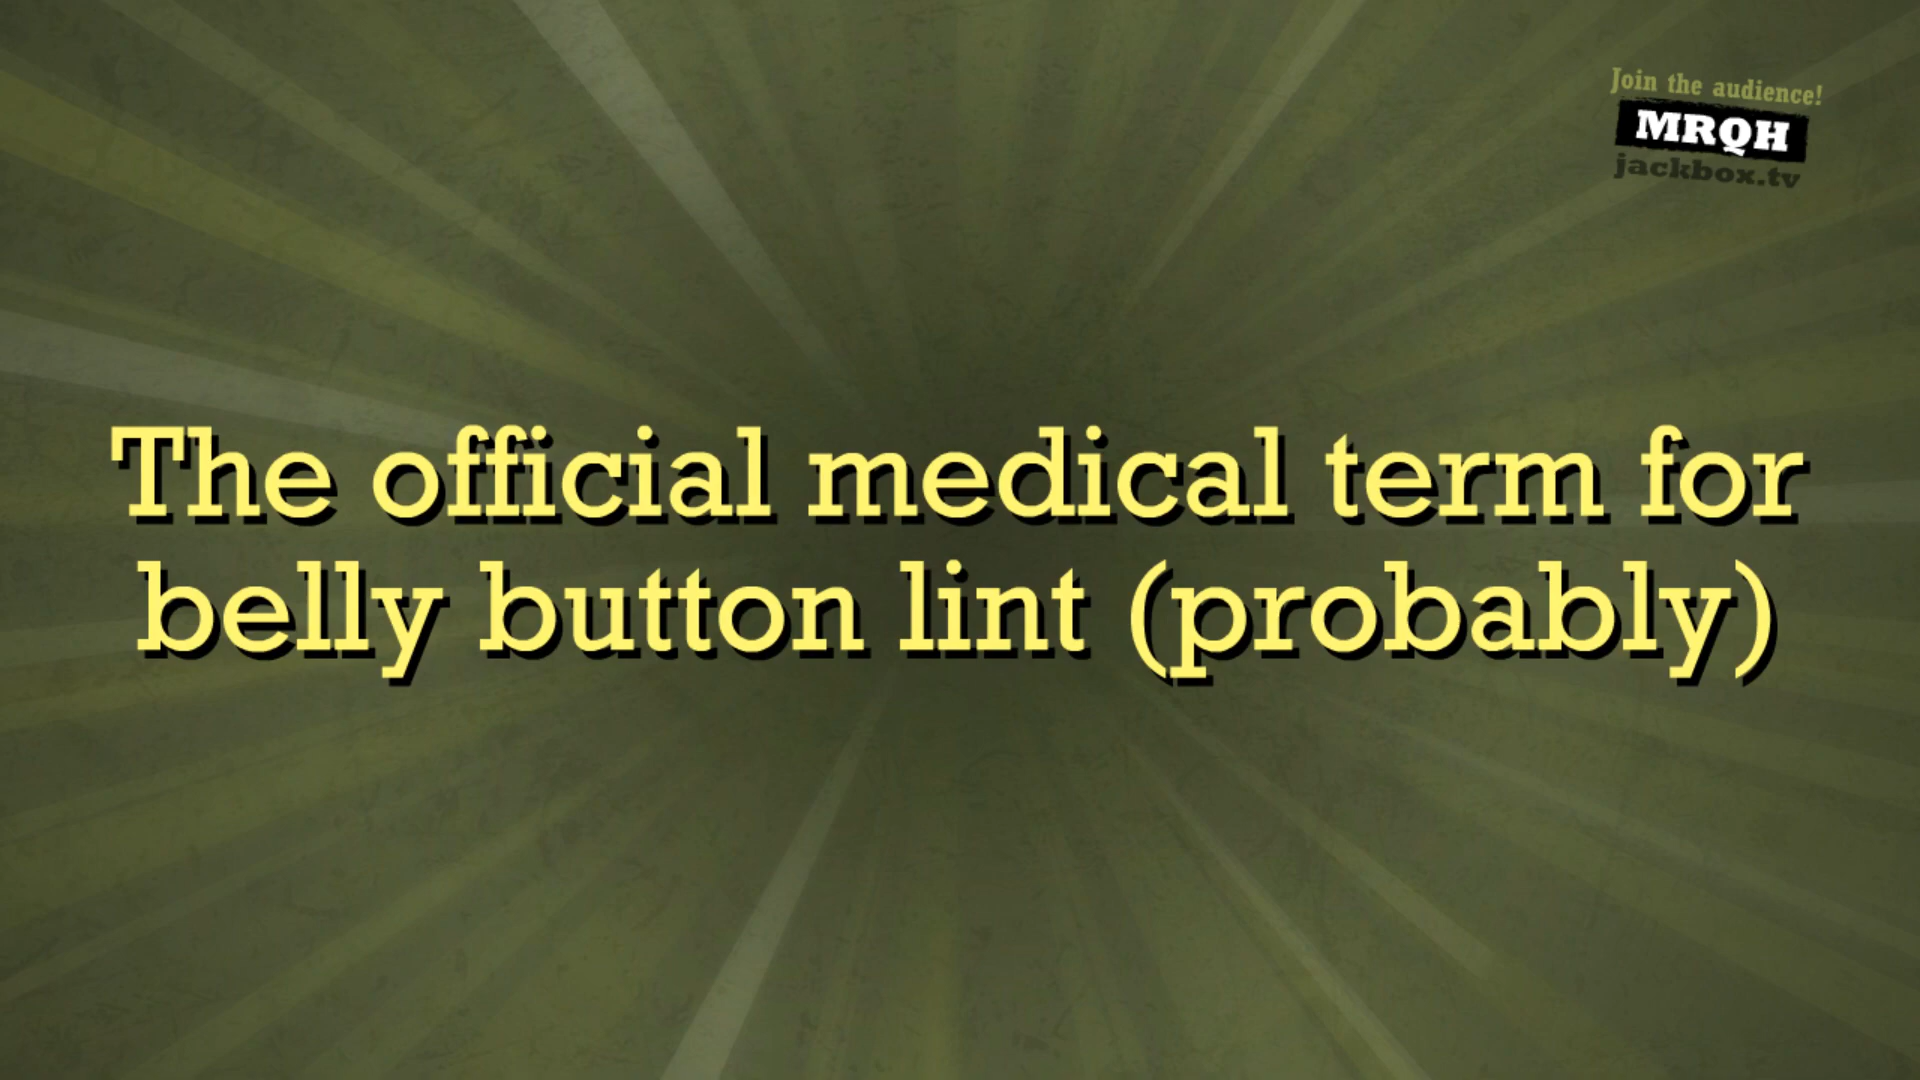 Join the audience!
MRQH
jackbox.tv
The official medical term for
belly button lint (probably)